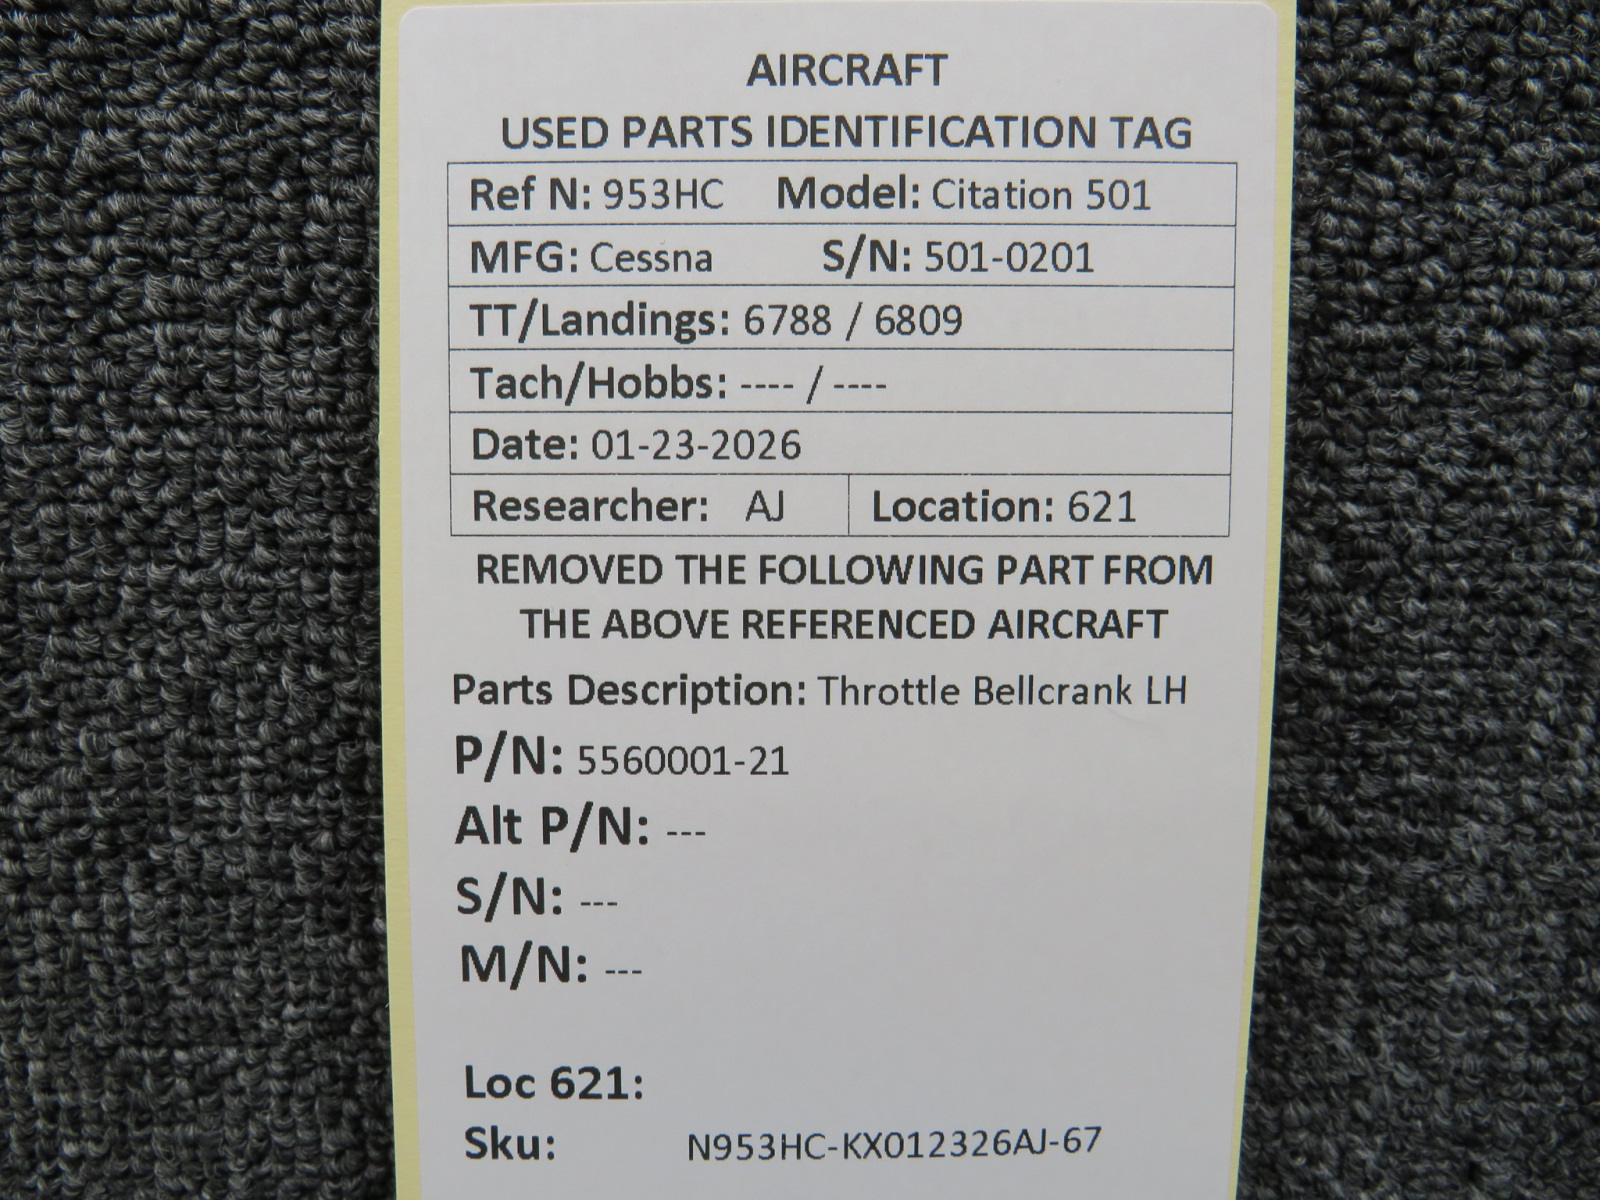 AIRCRAFT
USED PARTS IDENTIFICATION TAG
Ref N: 953HC Model: Citation 501
MFG: Cessna S/N: 501-0201
TT/Landings: 6788 / 6809
Tach/Hobbs: ---- / ----
Date: 01-23-2026
Researcher: AJ Location: 621
REMOVED THE FOLLOWING PART FROM
THE ABOVE REFERENCED AIRCRAFT
Parts Description: Throttle Bellcrank LH
P/N: 5560001-21
Alt P/N: ---
S/N: ---
M/N: ---
Loc 621:
Sku: N953HC-KX012326AJ-67